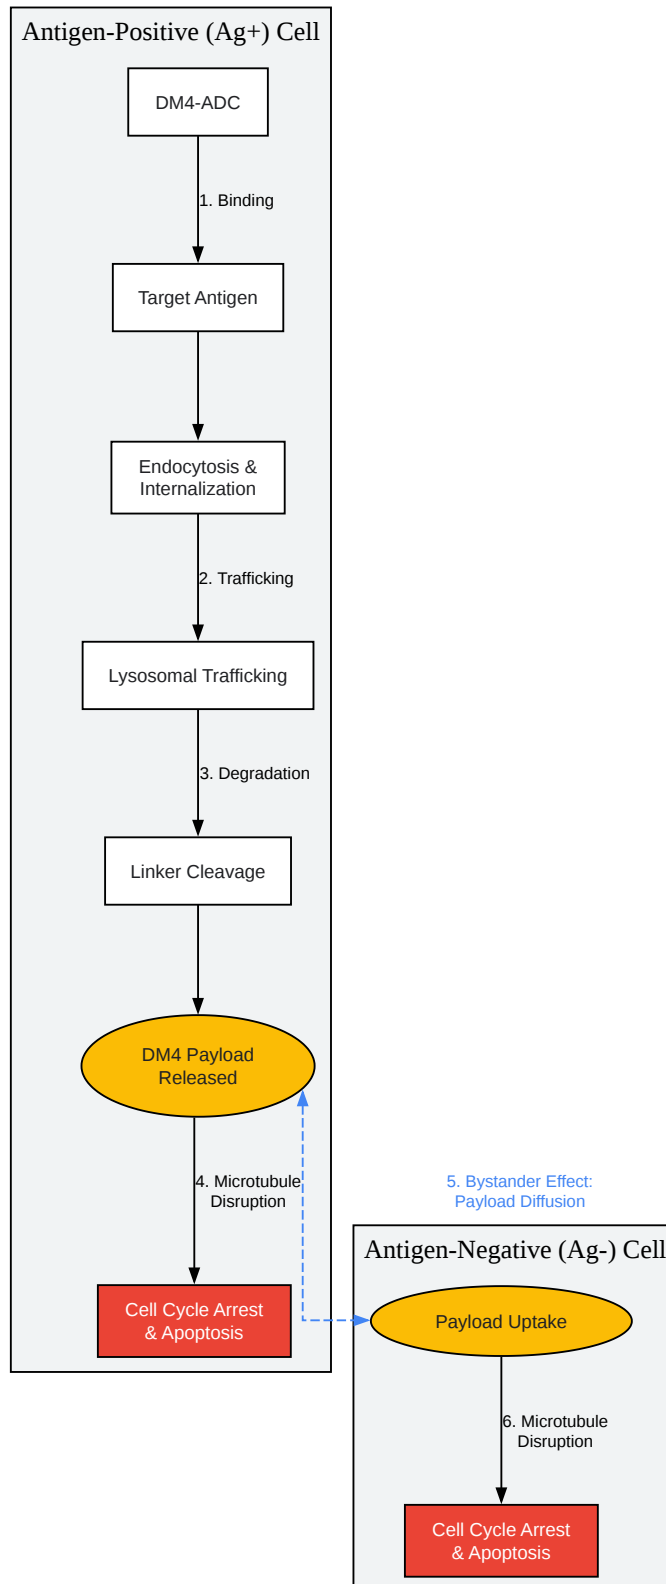 Antigen-Positive (Ag+) Cell
DM4-ADC
1. Binding
Target Antigen
Endocytosis &
Internalization
2. Trafficking
Lysosomal Trafficking
3. Degradation
Linker Cleavage
DM4 Payload
Released
4. Microtubule
Disruption
Cell Cycle Arrest
& Apoptosis
5. Bystander Effect:
Payload Diffusion
Antigen-Negative (Ag-) Cell
Payload Uptake
6. Microtubule
Disruption
Cell Cycle Arrest
& Apoptosis